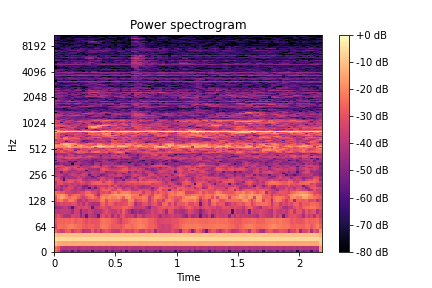 Power spectrogram
8192
4096
2048
1024
512
256
128
64
0
Hz
0
0.5
1
1.5
2
Time
+0 dB
-10 dB
-20 dB
-30 dB
-40 dB
-50 dB
-60 dB
-70 dB
-80 dB